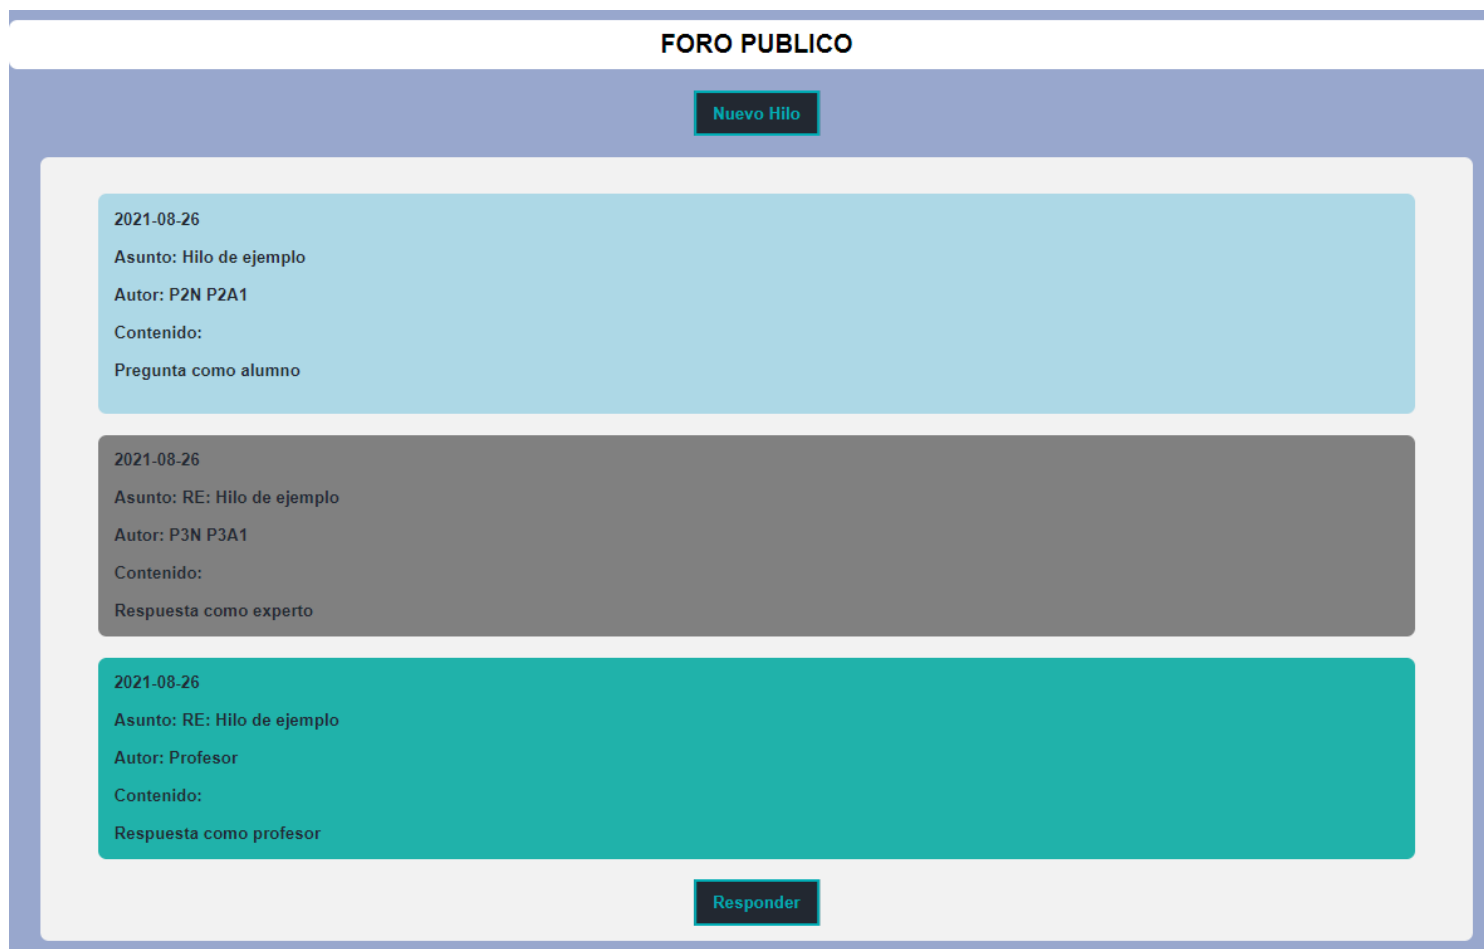 FORO PUBLICO
Nuevo Hilo
2021-08-26
Asunto: Hilo de ejemplo
Autor: P2N P2A1
Contenido:
Pregunta como alumno
2021-08-26
Asunto: RE: Hilo de ejemplo
Autor: P3N P3A1
Contenido:
Respuesta como experto
2021-08-26
Asunto: RE: Hilo de ejemplo
Autor: Profesor
Contenido:
Respuesta como profesor
Responder